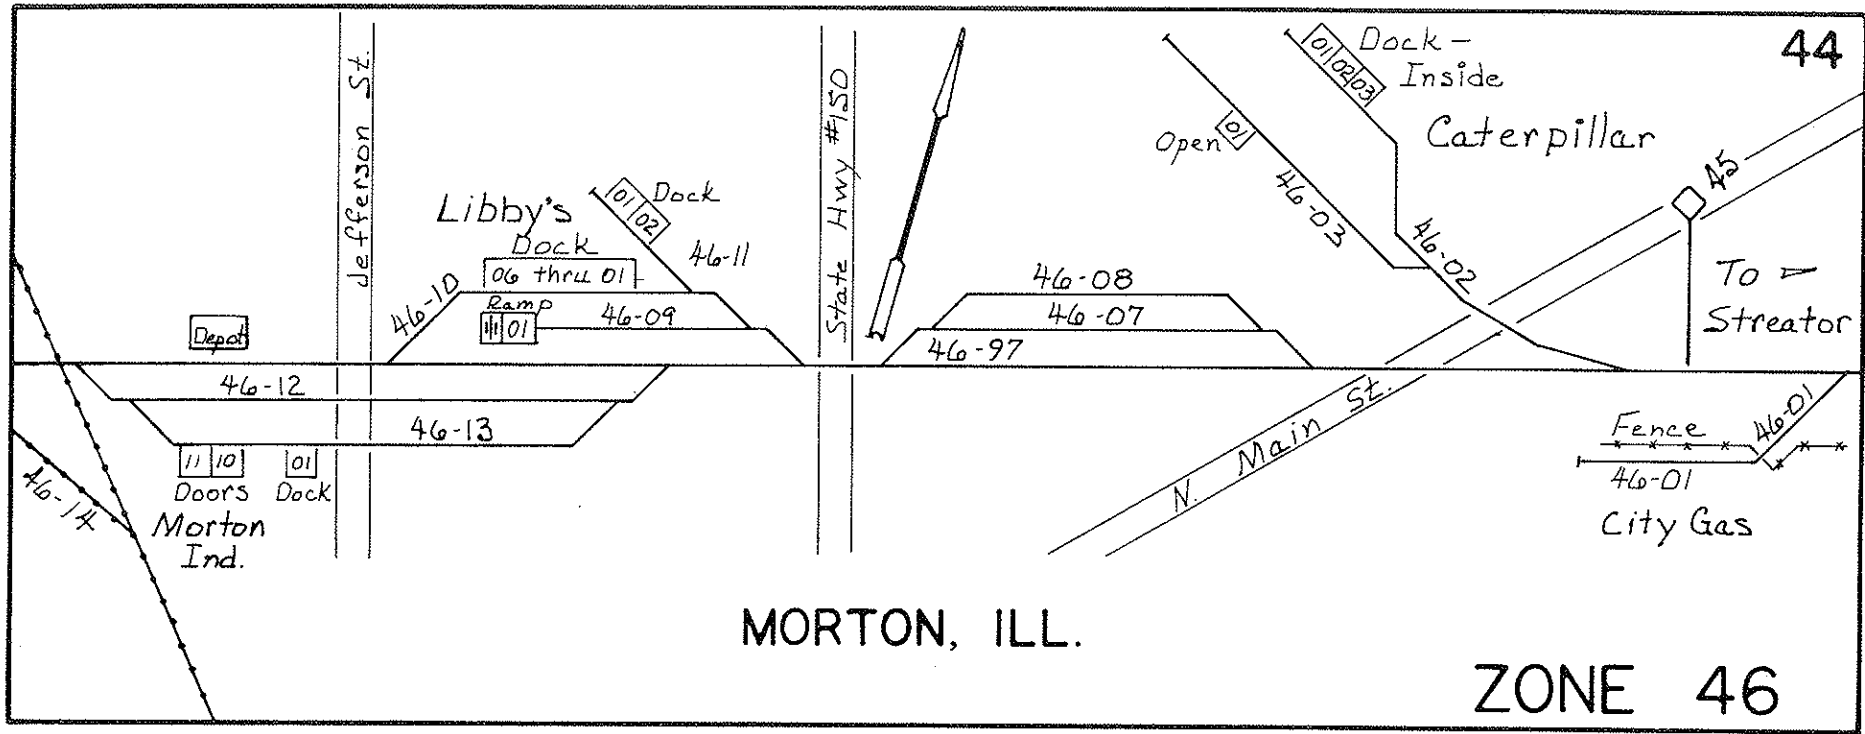 44
Jefferson St.
State Hwy #150
01 02 03
Dock -
Inside
Caterpillar
Open
01
46-03
46-02
45
To
Streator
Libby's
Dock
06 thru 01
01 02
Dock
46-11
46-10
Ramp
01
46-09
46-08
46-07
46-97
Depot
46-12
46-13
46-14
11 10
Doors
01
Dock
Morton
Ind.
N. Main St.
Fence
46-01
46-01
City Gas
MORTON, ILL.
ZONE 46